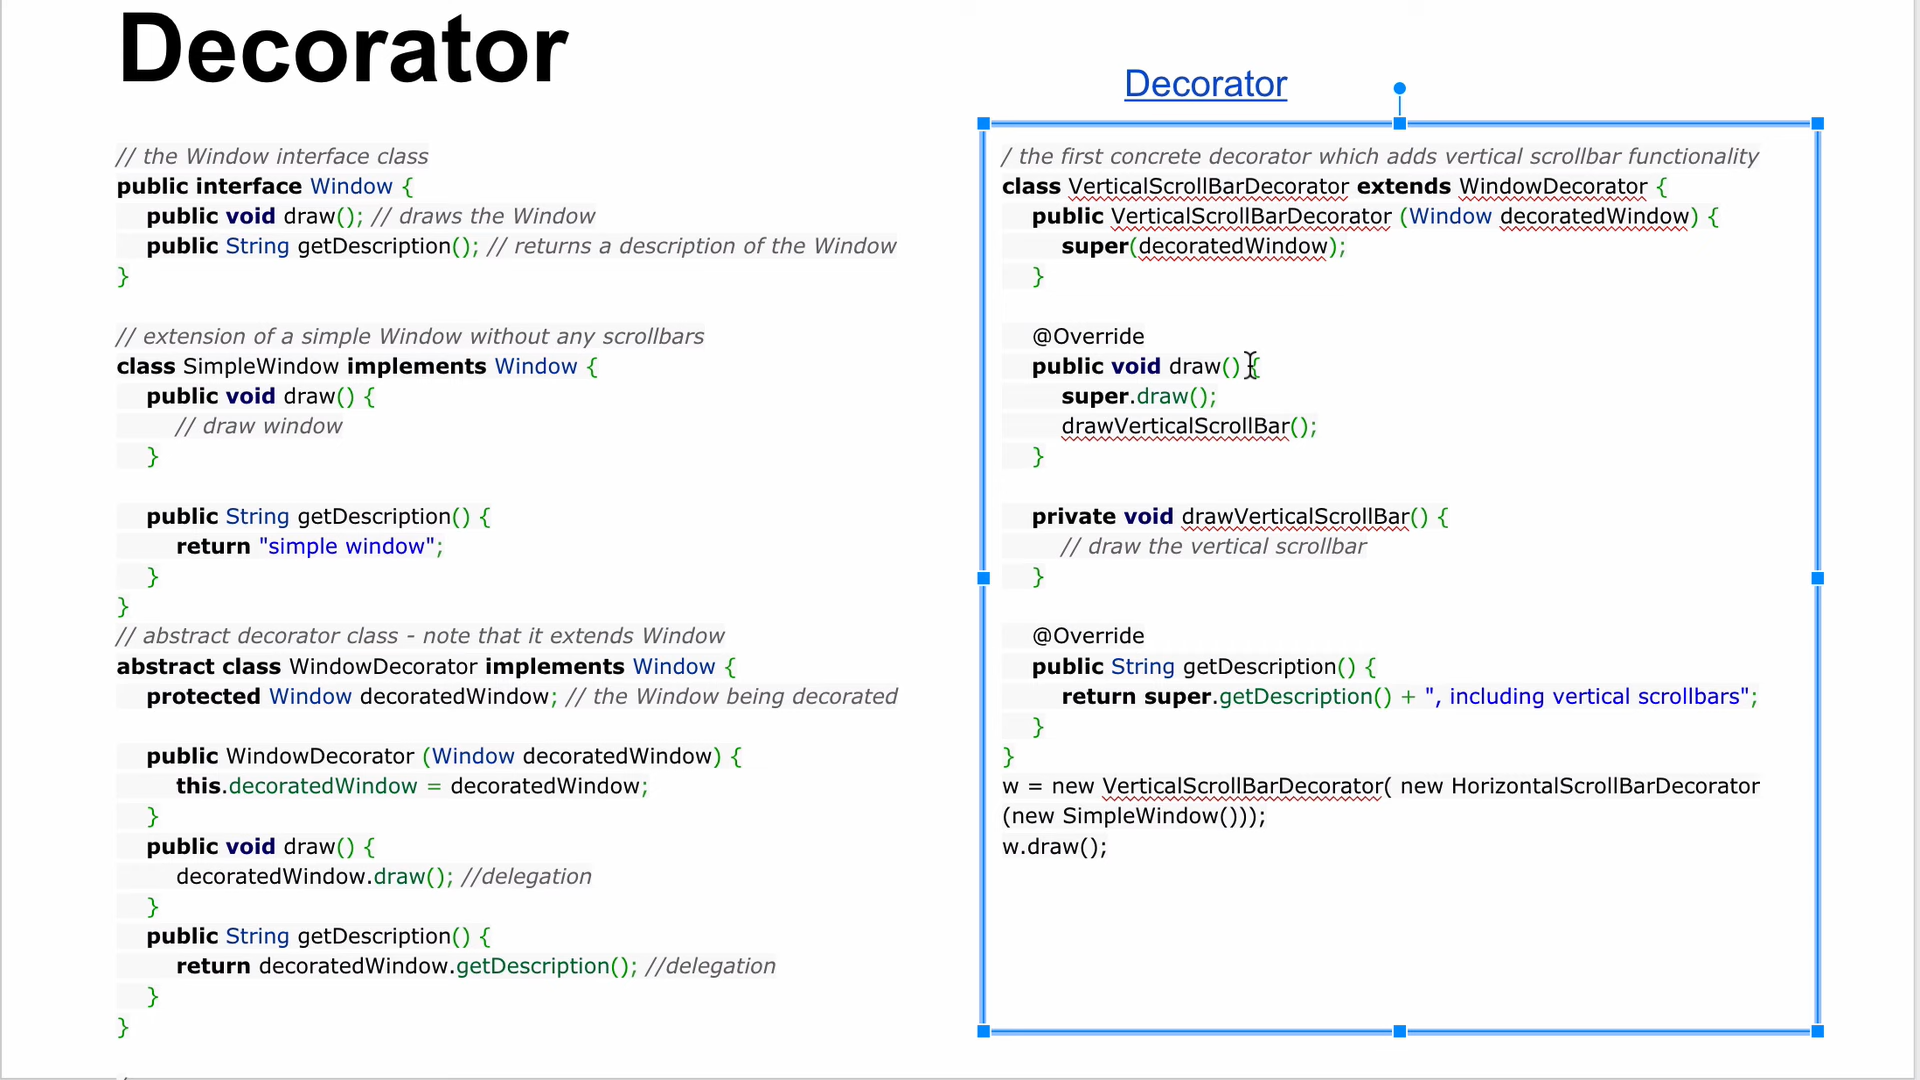 Decorator
// the Window interface class
public interface Window {
public void draw(); // draws the Window
public String getDescription(); // returns a description of the Window
}
// extension of a simple Window without any scrollbars
class SimpleWindow implements Window {
public void draw() {
// draw window
}
public String getDescription() {
return "simple window";
}
}
// abstract decorator class - note that it extends Window
abstract class WindowDecorator implements Window {
protected Window decoratedWindow; // the Window being decorated
public WindowDecorator (Window decoratedWindow) {
this.decoratedWindow = decoratedWindow;
}
public void draw() {
decoratedWindow.draw(); //delegation
}
public String getDescription() {
return decoratedWindow.getDescription(); //delegation
}
}
Decorator
/ the first concrete decorator which adds vertical scrollbar functionality
class VerticalScrollBarDecorator extends WindowDecorator {
public VerticalScrollBarDecorator (Window decoratedWindow) {
super(decoratedWindow);
}
@Override
public void draw() {
super.draw();
drawVerticalScrollBar();
}
private void drawVerticalScrollBar() {
// draw the vertical scrollbar
}
@Override
public String getDescription() {
return super.getDescription() + ", including vertical scrollbars";
}
}
w = new VerticalScrollBarDecorator( new HorizontalScrollBarDecorator
(new SimpleWindow()));
w.draw();